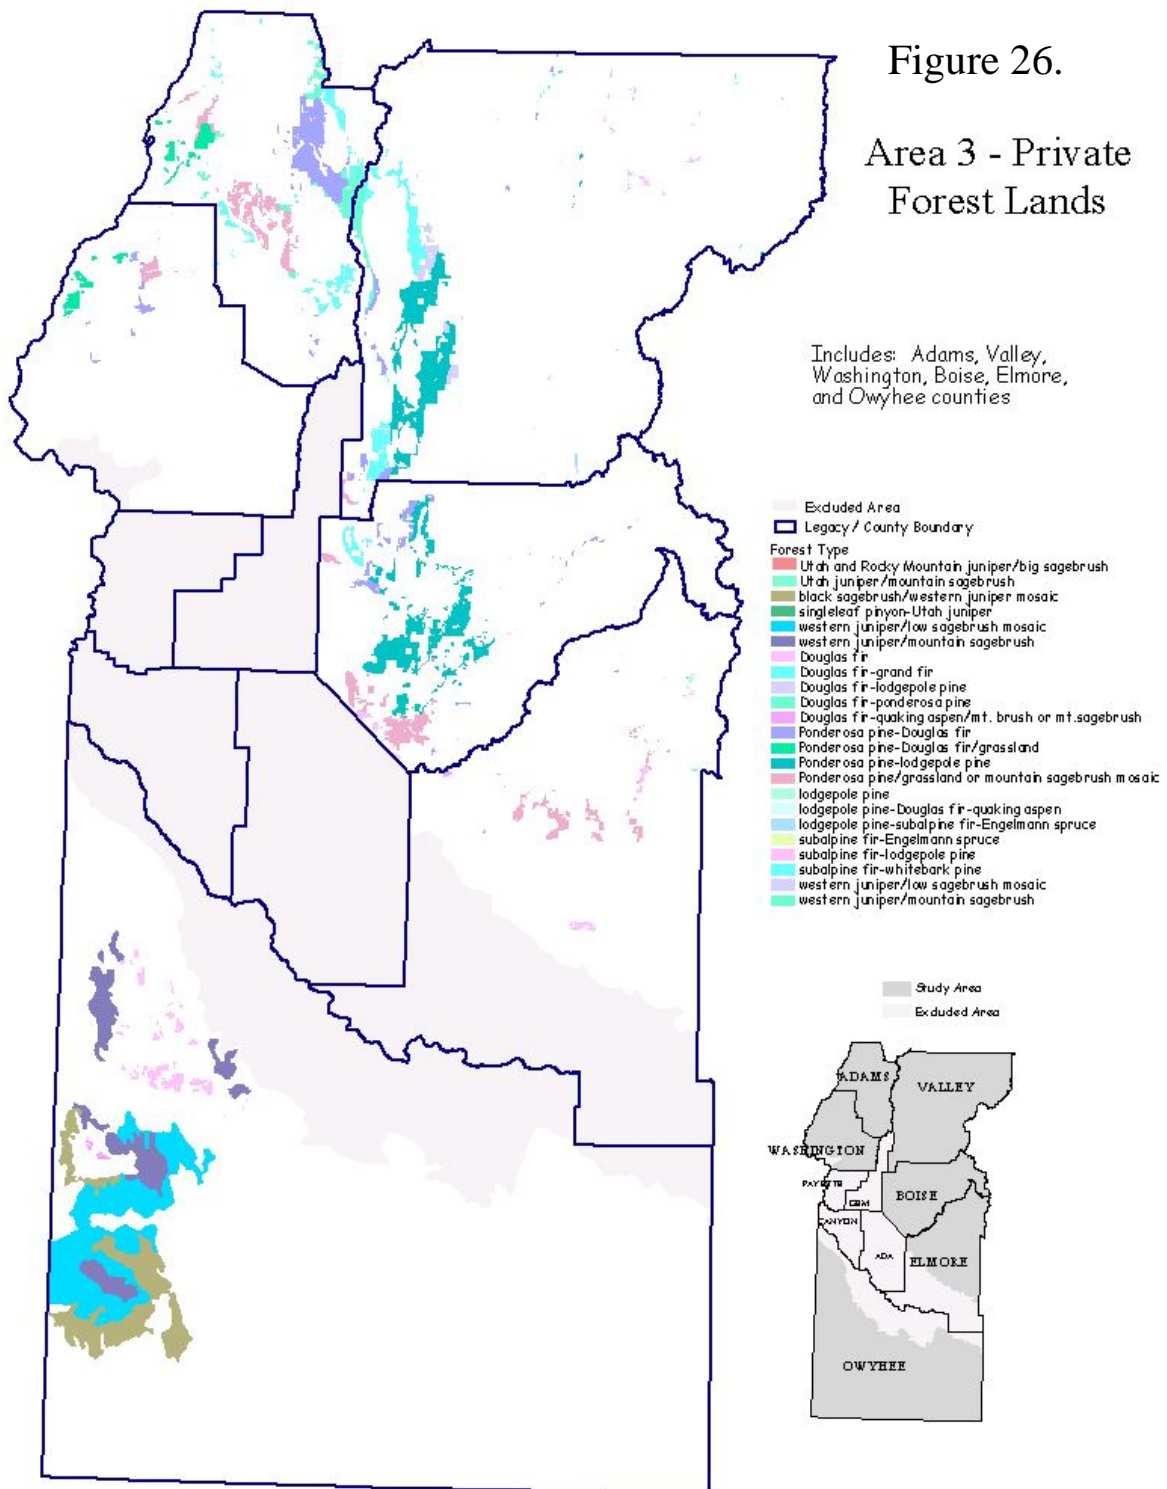 Figure 26.
Area 3 - Private
Forest Lands
Includes: Adams, Valley,
Washington, Boise, Elmore,
and Owyhee counties
Excluded Area
Legacy / County Boundary
Forest Type
Utah and Rocky Mountain juniper/big sagebrush
Utah juniper/mountain sagebrush
black sagebrush/western juniper mosaic
singleleaf pinyon-Utah juniper
western juniper/low sagebrush mosaic
western juniper/mountain sagebrush
Douglas fir
Douglas fir-grand fir
Douglas fir-lodgepole pine
Douglas fir-ponderosa pine
Douglas fir-quaking aspen/mt. brush or mt.sagebrush
Ponderosa pine-Douglas fir
Ponderosa pine-Douglas fir/grassland
Ponderosa pine-lodgepole pine
Ponderosa pine/grassland or mountain sagebrush mosaic
lodgepole pine
lodgepole pine-Douglas fir-quaking aspen
lodgepole pine-subalpine fir-Engelmann spruce
subalpine fir-Engelmann spruce
subalpine fir-lodgepole pine
subalpine fir-whitebark pine
western juniper/low sagebrush mosaic
western juniper/mountain sagebrush
Study Area
Excluded Area
ADAMS
VALLEY
WASHINGTON
PAYETTE
GEM
BOISE
CANYON
ADA
ELMORE
OWYHEE